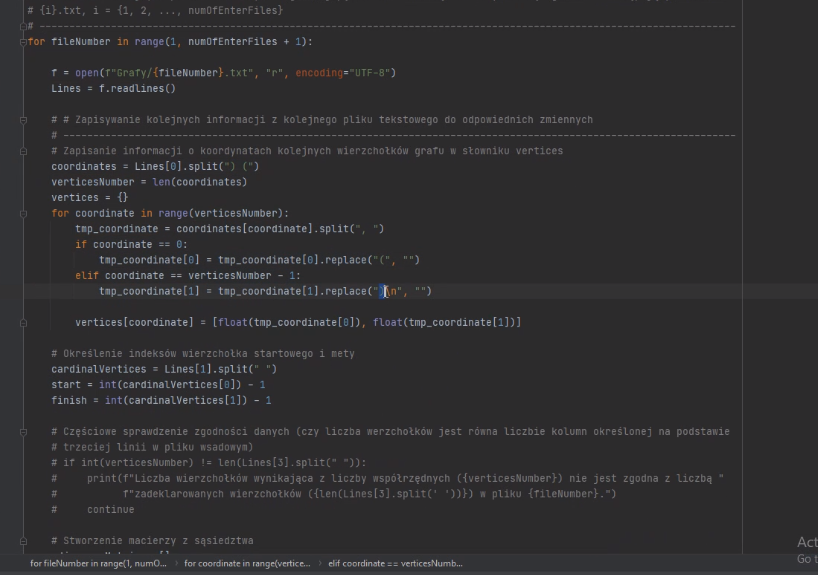 # {i}.txt, i = {1, 2, ..., numOfEnterFiles}
# ------------------------------------------------------------------------------------------------------------------
for fileNumber in range(1, numOfEnterFiles + 1):
f = open(f"Grafy/{fileNumber}.txt", "r", encoding="UTF-8")
Lines = f.readlines()
# # Zapisywanie kolejnych informacji z kolejnego pliku tekstowego do odpowiednich zmiennych
# ------------------------------------------------------------------------------------------------------------------
# Zapisanie informacji o koordynatach kolejnych wierzchołków grafu w słowniku vertices
coordinates = Lines[0].split(") (")
verticesNumber = len(coordinates)
vertices = {}
for coordinate in range(verticesNumber):
tmp_coordinate = coordinates[coordinate].split(", ")
if coordinate == 0:
tmp_coordinate[0] = tmp_coordinate[0].replace("(", "")
elif coordinate == verticesNumber - 1:
tmp_coordinate[1] = tmp_coordinate[1].replace(")\n", "")
vertices[coordinate] = [float(tmp_coordinate[0]), float(tmp_coordinate[1])]
# Określenie indeksów wierzchołka startowego i mety
cardinalVertices = Lines[1].split(" ")
start = int(cardinalVertices[0]) - 1
finish = int(cardinalVertices[1]) - 1
# Częściowe sprawdzenie zgodności danych (czy liczba werzchołków jest równa liczbie kolumn określonej na podstawie
# trzeciej linii w pliku wsadowym)
# if int(verticesNumber) != len(Lines[3].split(" ")):
#     print(f"Liczba wierzchołków wynikająca z liczby współrzędnych ({verticesNumber}) nie jest zgodna z liczbą "
#           f"zadeklarowanych wierzchołków ({len(Lines[3].split(' '))}) w pliku {fileNumber}.")
#     continue
# Stworzenie macierzy z sąsiedztwa
Act
Go t
for fileNumber in range(1, numO... › for coordinate in range(vertice... › elif coordinate == verticesNumb...